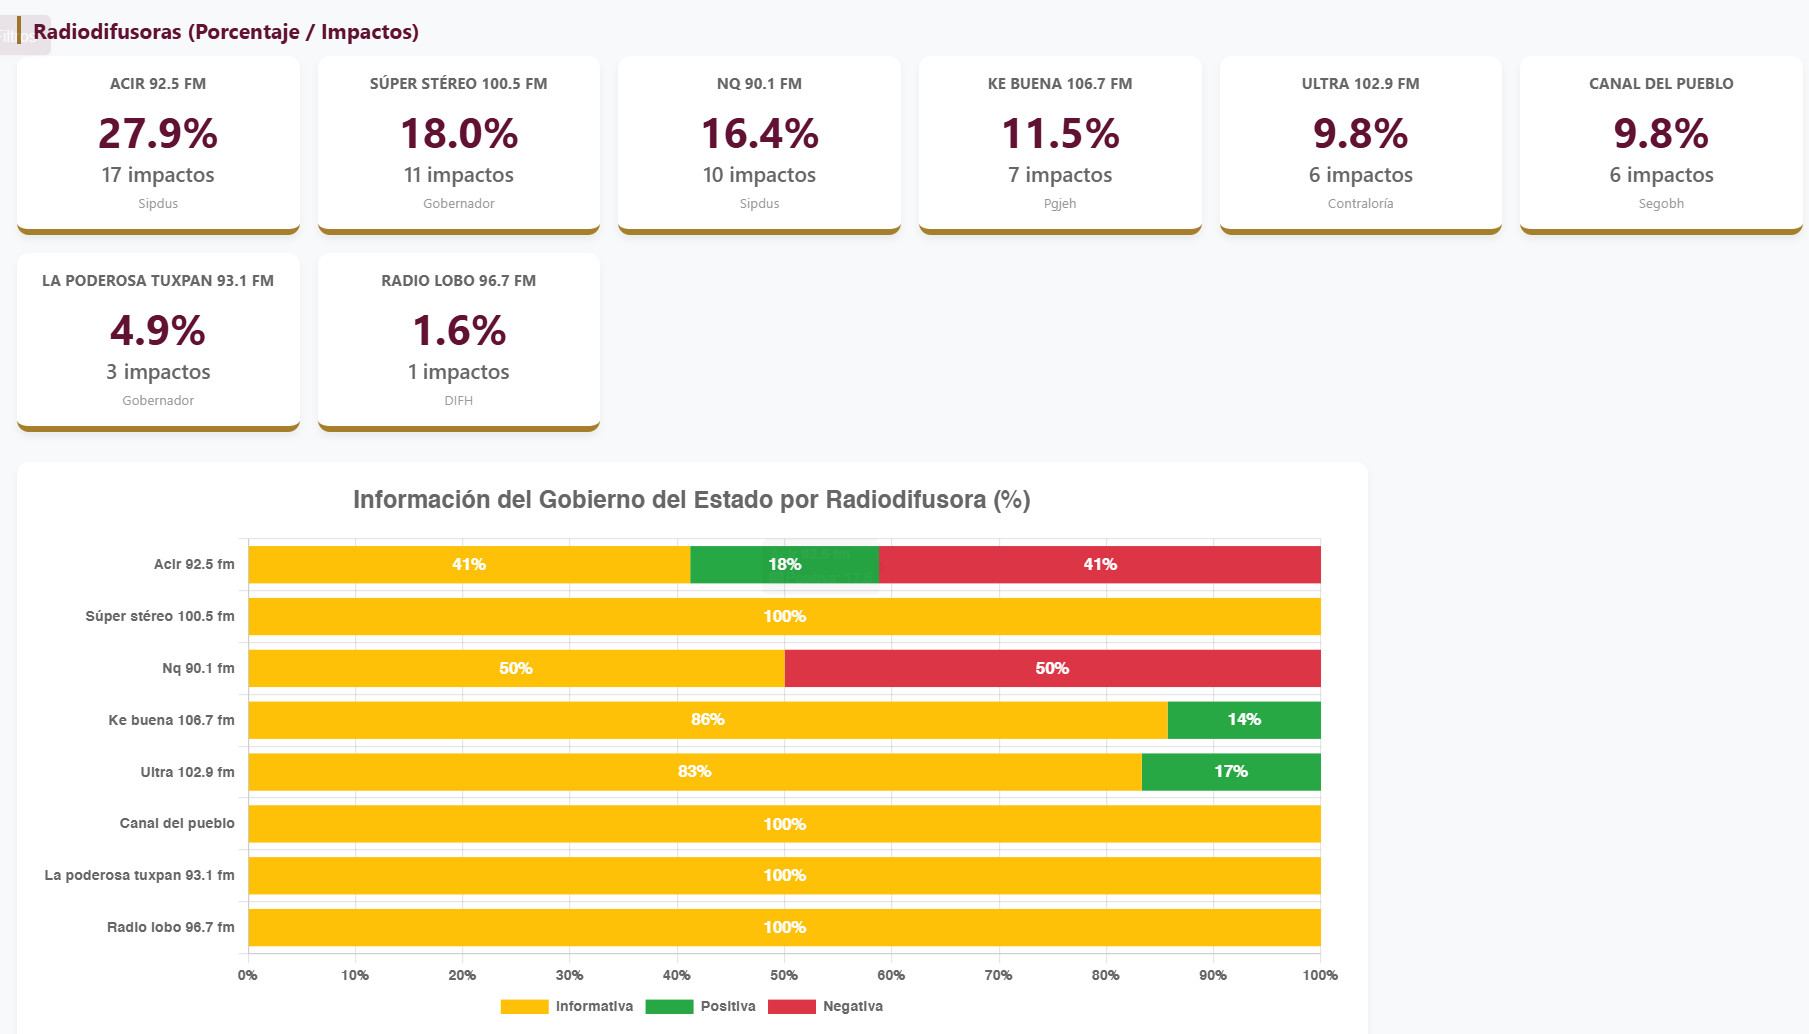 Filtros
Radiodifusoras (Porcentaje / Impactos)
ACIR 92.5 FM
27.9%
17 impactos
Sipdus
SÚPER STÉREO 100.5 FM
18.0%
11 impactos
Gobernador
NQ 90.1 FM
16.4%
10 impactos
Sipdus
KE BUENA 106.7 FM
11.5%
7 impactos
Pgjeh
ULTRA 102.9 FM
9.8%
6 impactos
Contraloría
CANAL DEL PUEBLO
9.8%
6 impactos
Segobh
LA PODEROSA TUXPAN 93.1 FM
4.9%
3 impactos
Gobernador
RADIO LOBO 96.7 FM
1.6%
1 impactos
DIFH
Información del Gobierno del Estado por Radiodifusora (%)
Acir 92.5 fm 41% 18% 41%
Súper stéreo 100.5 fm 100%
Nq 90.1 fm 50% 50%
Ke buena 106.7 fm 86% 14%
Ultra 102.9 fm 83% 17%
Canal del pueblo 100%
La poderosa tuxpan 93.1 fm 100%
Radio lobo 96.7 fm 100%
0% 10% 20% 30% 40% 50% 60% 70% 80% 90% 100%
Informativa Positiva Negativa